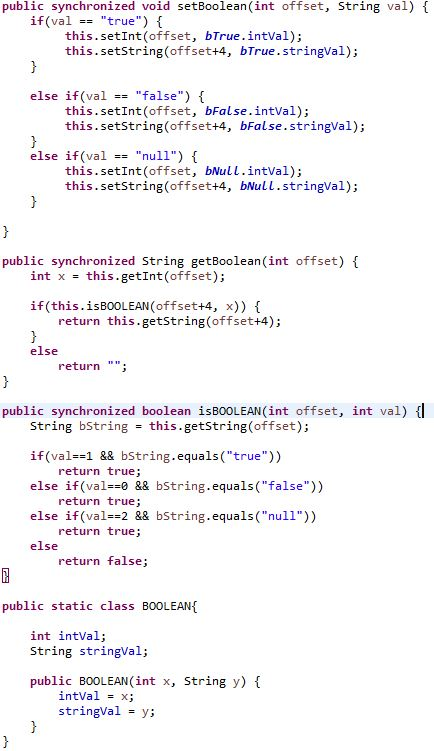 public synchronized void setBoolean(int offset, String val) {
    if(val == "true") {
        this.setInt(offset, bTrue.intVal);
        this.setString(offset+4, bTrue.stringVal);
    }
    else if(val == "false") {
        this.setInt(offset, bFalse.intVal);
        this.setString(offset+4, bFalse.stringVal);
    }
    else if(val == "null") {
        this.setInt(offset, bNull.intVal);
        this.setString(offset+4, bNull.stringVal);
    }
}
public synchronized String getBoolean(int offset) {
    int x = this.getInt(offset);
    if(this.isBOOLEAN(offset+4, x)) {
        return this.getString(offset+4);
    }
    else
        return "";
}
public synchronized boolean isBOOLEAN(int offset, int val) {
    String bString = this.getString(offset);
    if(val==1 && bString.equals("true"))
        return true;
    else if(val==0 && bString.equals("false"))
        return true;
    else if(val==2 && bString.equals("null"))
        return true;
    else
        return false;
}
public static class BOOLEAN{
    int intVal;
    String stringVal;
    public BOOLEAN(int x, String y) {
        intVal = x;
        stringVal = y;
    }
}